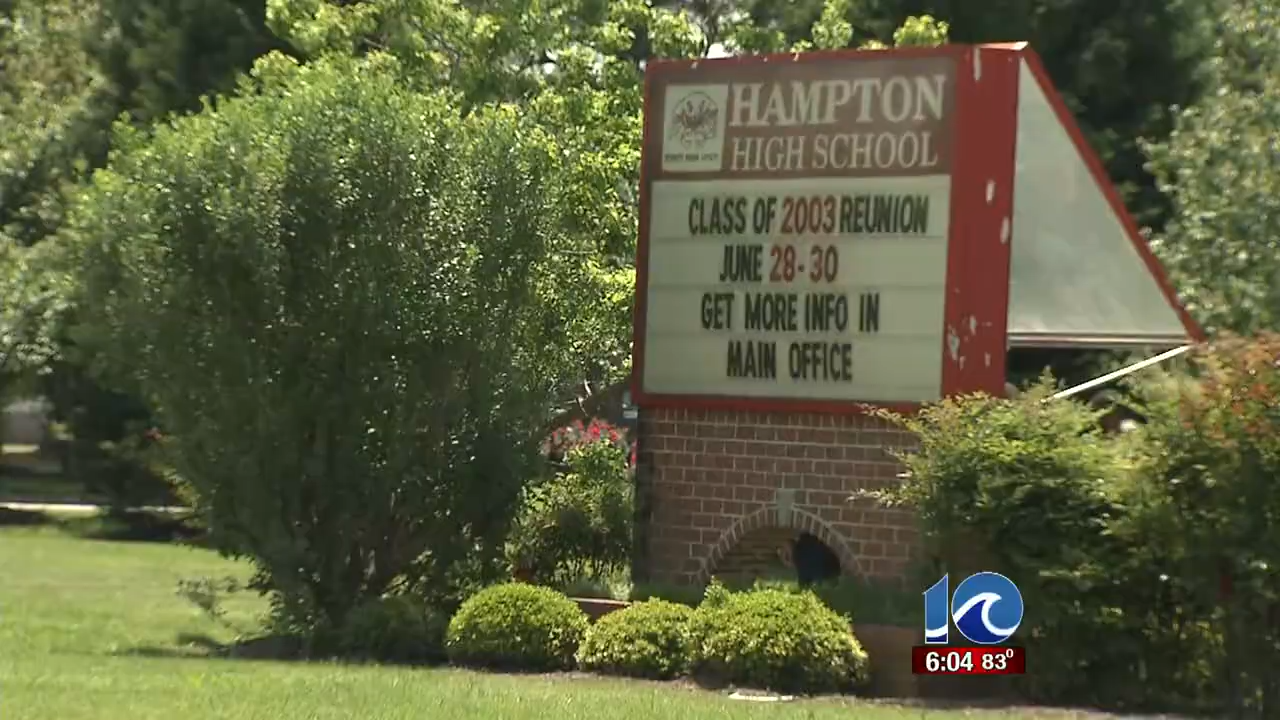 HAMPTON
HIGH SCHOOL
CLASS OF 2003 REUNION
JUNE 28-30
GET MORE INFO IN
MAIN OFFICE
10
6:04 83°